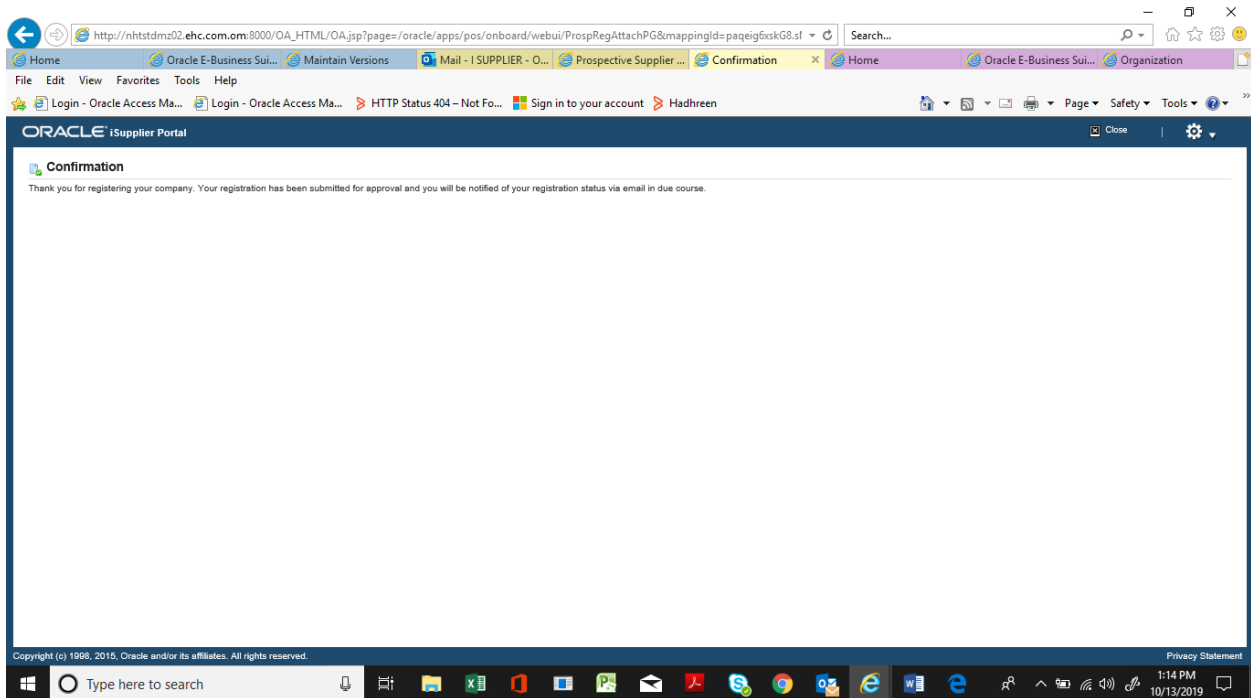 http://nhtstdmz02.ehc.com.om:8000/OA_HTML/OA.jsp?page=/oracle/apps/pos/onboard/webui/ProspRegAttachPG&mappingId=paqeig6xskG8.sl Search...
Home Oracle E-Business Sui... Maintain Versions Mail - I SUPPLIER - O... Prospective Supplier ... Confirmation Home Oracle E-Business Sui... Organization
File Edit View Favorites Tools Help
Login - Oracle Access Ma... Login - Oracle Access Ma... HTTP Status 404 – Not Fo... Sign in to your account Hadhreen Page Safety Tools
ORACLE iSupplier Portal Close
Confirmation
Thank you for registering your company. Your registration has been submitted for approval and you will be notified of your registration status via email in due course.
Copyright (c) 1998, 2015, Oracle and/or its affiliates. All rights reserved. Privacy Statement
Type here to search 1:14 PM
10/13/2019